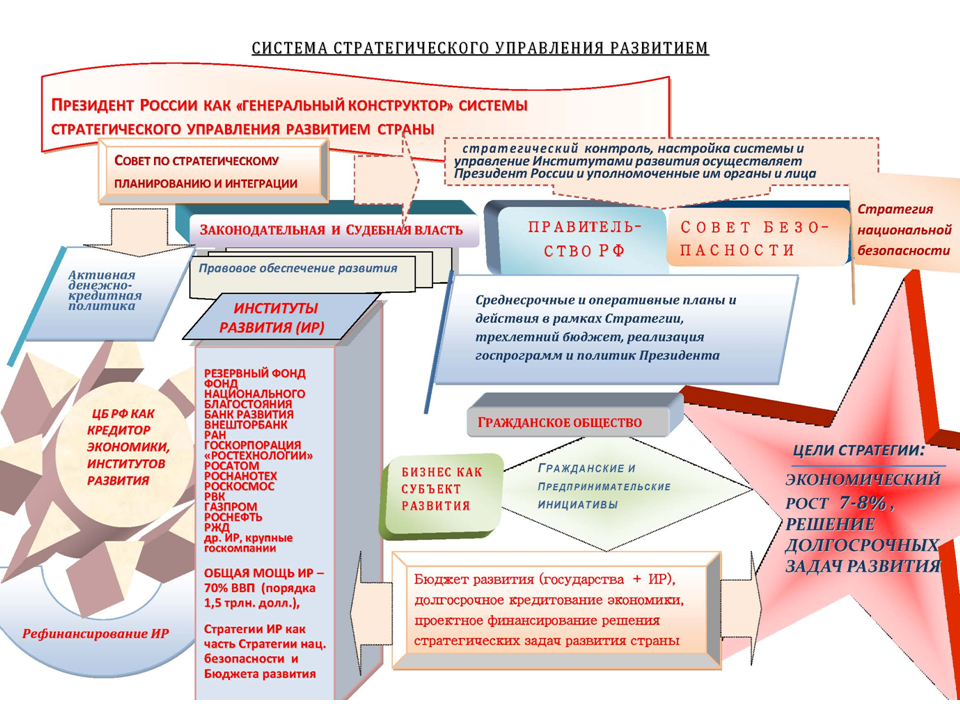 СИСТЕМА СТРАТЕГИЧЕСКОГО УПРАВЛЕНИЯ РАЗВИТИЕМ
ПРЕЗИДЕНТ РОССИИ КАК «ГЕНЕРАЛЬНЫЙ КОНСТРУКТОР» СИСТЕМЫ
СТРАТЕГИЧЕСКОГО УПРАВЛЕНИЯ РАЗВИТИЕМ СТРАНЫ
СОВЕТ ПО СТРАТЕГИЧЕСКОМУ
ПЛАНИРОВАНИЮ И ИНТЕГРАЦИИ
стратегический контроль, настройка системы и
управление Институтами развития осуществляет
Президент России и уполномоченные им органы и лица
Стратегия
национальной
безопасности
ЗАКОНОДАТЕЛЬНАЯ И СУДЕБНАЯ ВЛАСТЬ
ПРАВИТЕЛЬ-
СТВО РФ
СОВЕТ БЕЗО-
ПАСНОСТИ
Активная
денежно-
кредитная
политика
Правовое обеспечение развития
ИНСТИТУТЫ
РАЗВИТИЯ (ИР)
Среднесрочные и оперативные планы и
действия в рамках Стратегии,
трехлетний бюджет, реализация
госпрограмм и политик Президента
ЦБ РФ КАК
КРЕДИТОР
ЭКОНОМИКИ,
ИНСТИТУТОВ
РАЗВИТИЯ
РЕЗЕРВНЫЙ ФОНД
ФОНД
НАЦИОНАЛЬНОГО
БЛАГОСТОЯНИЯ
БАНК РАЗВИТИЯ
ВНЕШТОРБАНК
РАН
ГОСКОРПОРАЦИЯ
«РОСТЕХНОЛОГИИ»
РОСАТОМ
РОСНАНОТЕХ
РОСКОСМОС
РВК
ГАЗПРОМ
РОСНЕФТЬ
РЖД
др. ИР, крупные
госкомпании
ОБЩАЯ МОЩЬ ИР –
70% ВВП (порядка
1,5 трлн. долл.),
Стратегии ИР как
часть Стратегии нац.
безопасности и
Бюджета развития
ГРАЖДАНСКОЕ ОБЩЕСТВО
БИЗНЕС КАК
СУБЪЕКТ
РАЗВИТИЯ
ГРАЖДАНСКИЕ И
ПРЕДПРИНИМАТЕЛЬСКИЕ
ИНИЦИАТИВЫ
ЦЕЛИ СТРАТЕГИИ:
ЭКОНОМИЧЕСКИЙ
РОСТ 7-8% ,
РЕШЕНИЕ
ДОЛГОСРОЧНЫХ
ЗАДАЧ РАЗВИТИЯ
Бюджет развития (государства + ИР),
долгосрочное кредитование экономики,
проектное финансирование решения
стратегических задач развития страны
Рефинансирование ИР